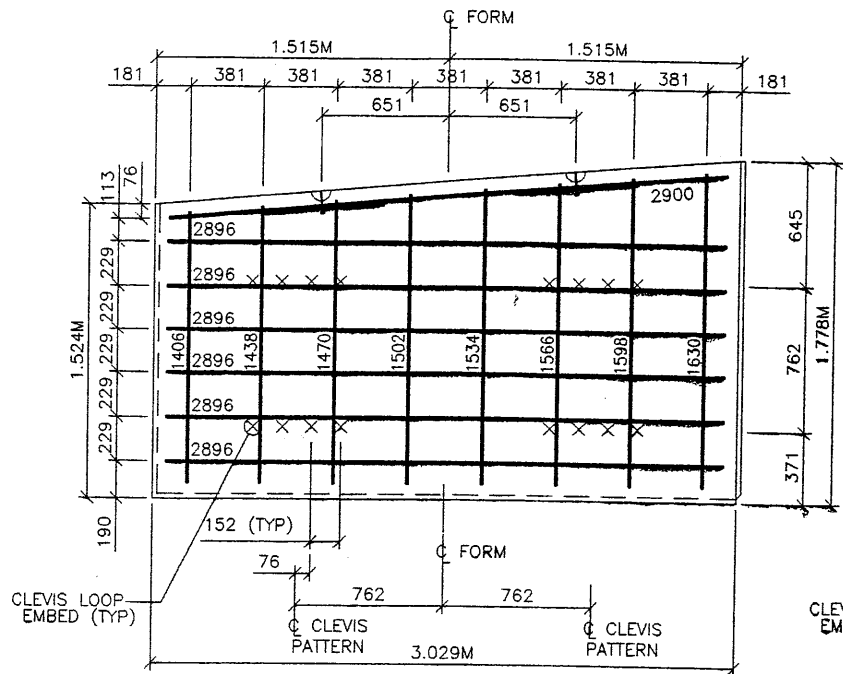 ℄ FORM
1.515M 1.515M
181 381 381 381 381 381 381 381 181
651 651
113 76
2900
2896
229 2896 645
229 2896
229 1406 1438 1470 1502 1534 1566 1598 1630
1.524M 762 1.778M
229 2896
229 2896
229 2896
371
190
152 (TYP)
℄ FORM
76
762 762
CLEVIS LOOP
EMBED (TYP)
℄ CLEVIS
PATTERN
℄ CLEVIS
PATTERN
CLEV
EM
3.029M